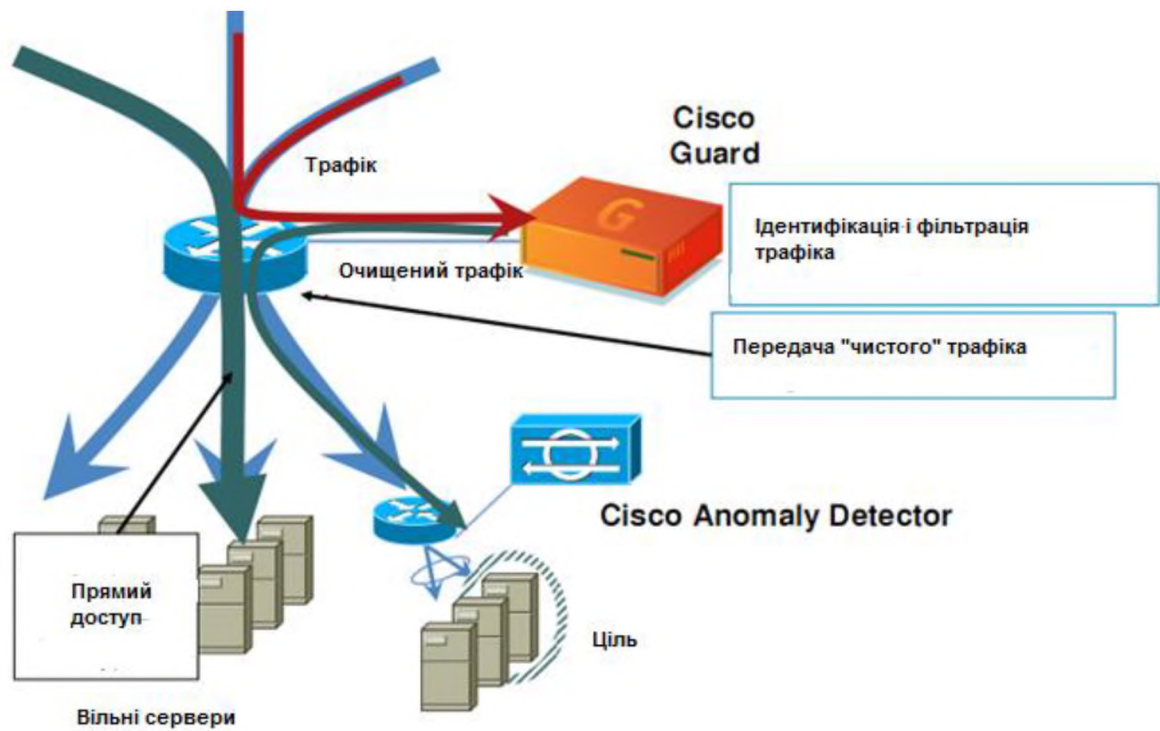 Cisco
Guard
Трафік
G
Ідентифікація і фільтрація
трафіка
Очищений трафік
Передача "чистого" трафіка
Cisco Anomaly Detector
Прямий
доступ
Ціль
Вільні сервери